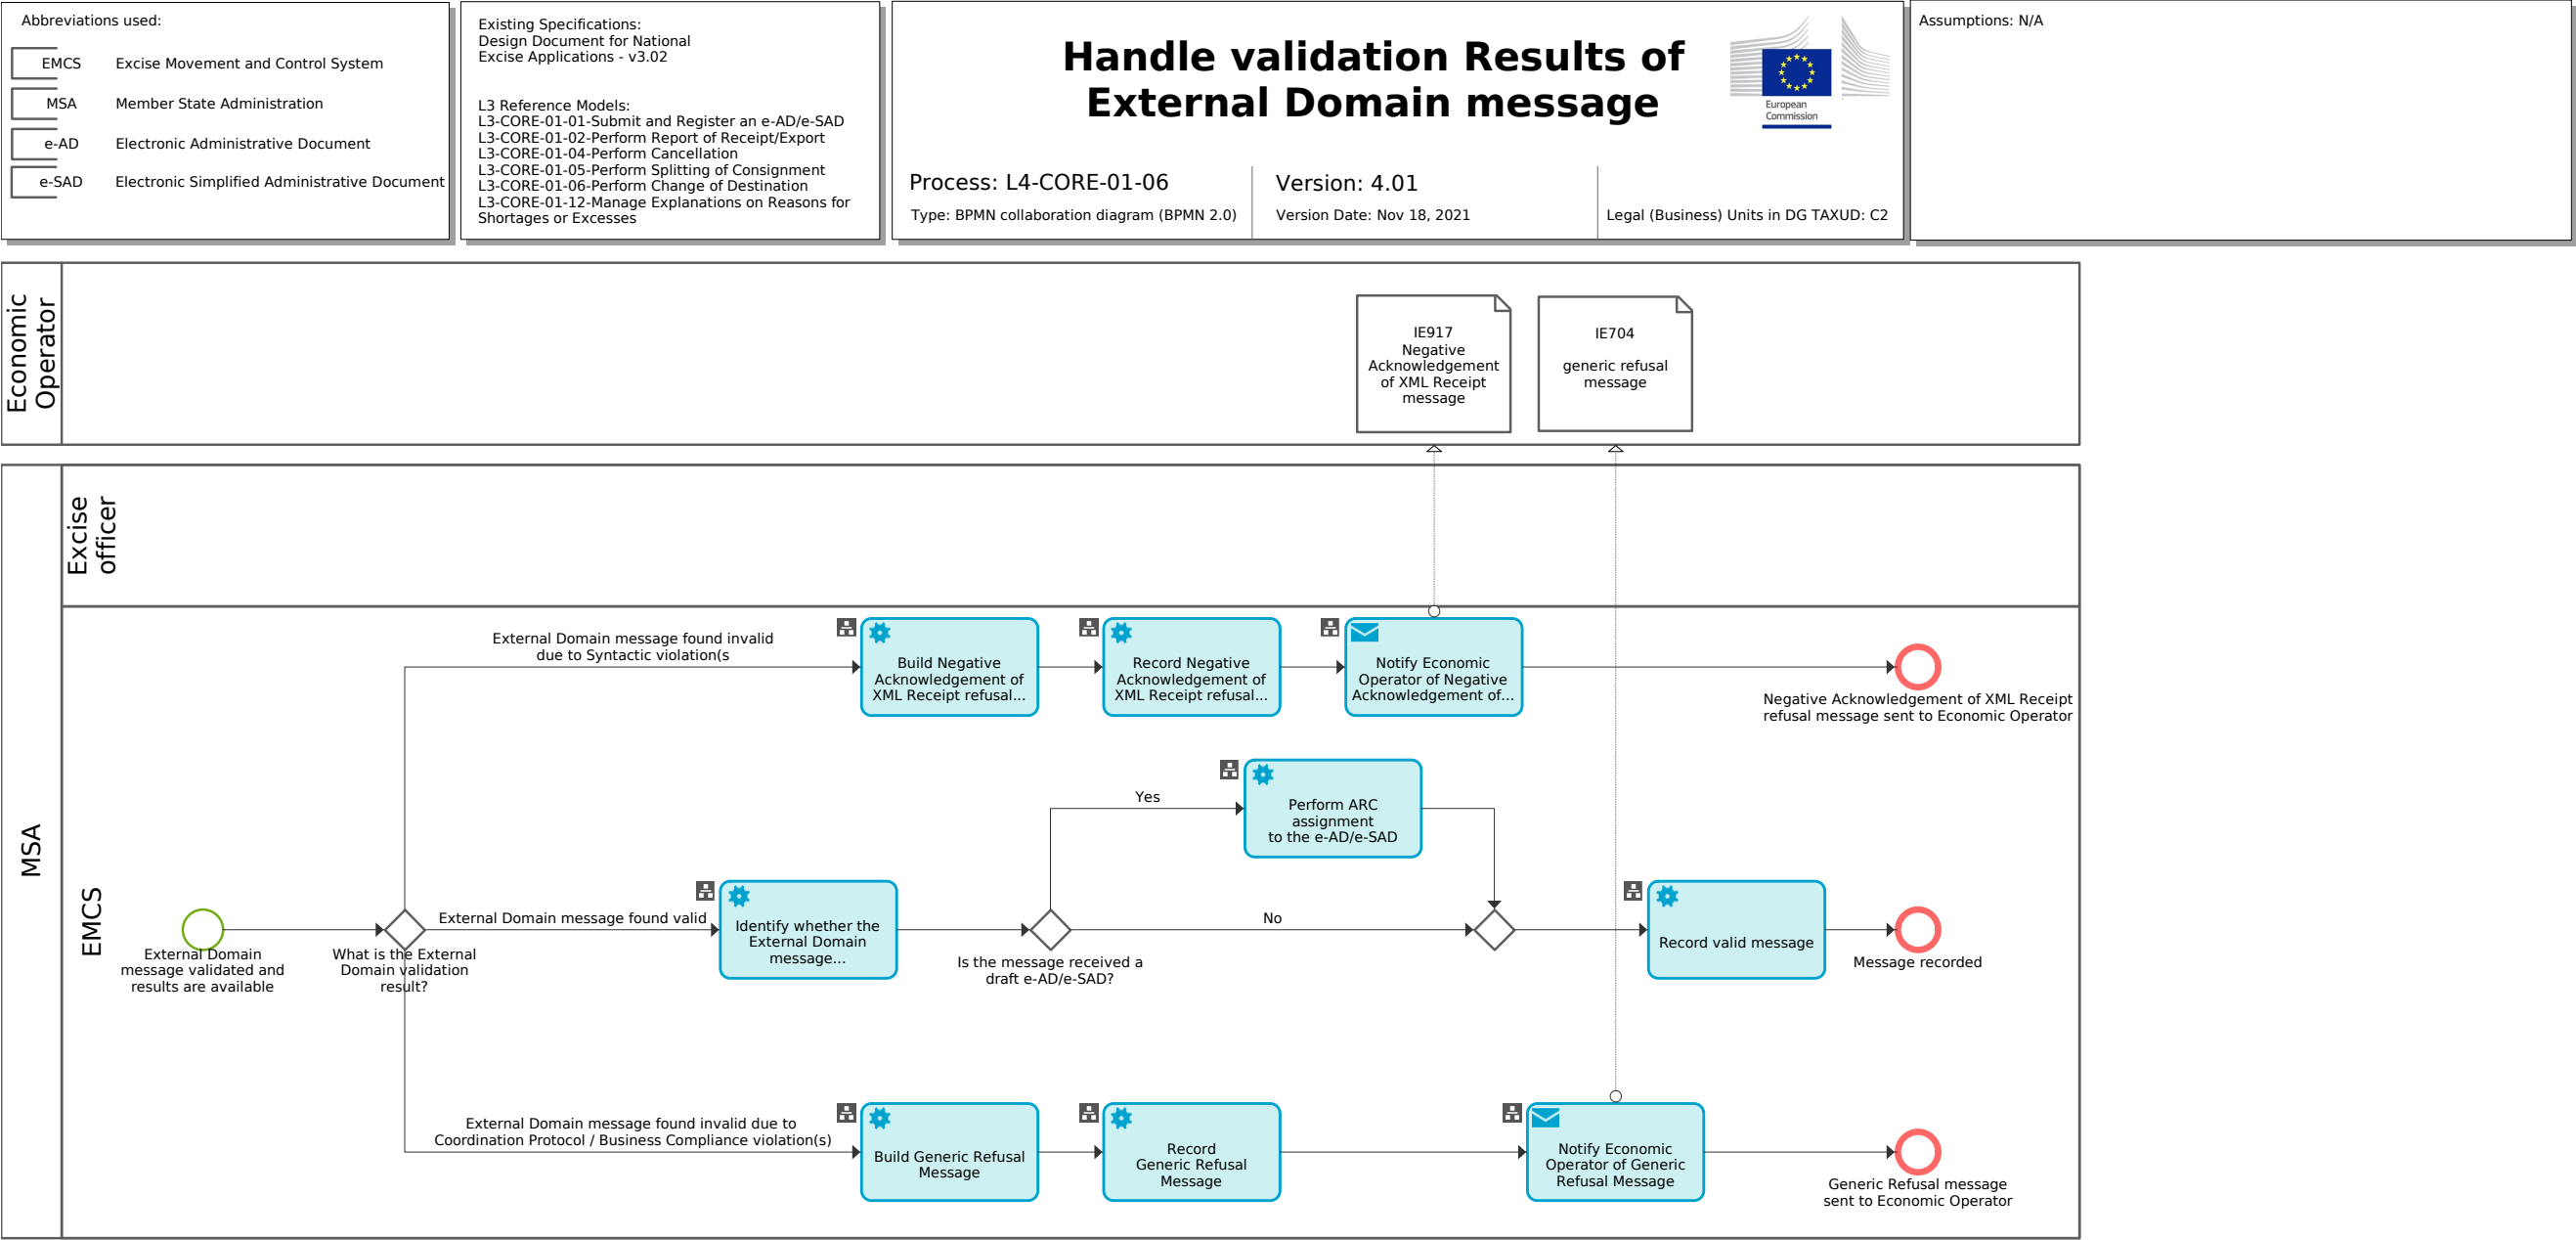 Abbreviations used:
EMCS Excise Movement and Control System
MSA Member State Administration
e-AD Electronic Administrative Document
e-SAD Electronic Simplified Administrative Document
Existing Specifications:
Design Document for National
Excise Applications - v3.02
L3 Reference Models:
L3-CORE-01-01-Submit and Register an e-AD/e-SAD
L3-CORE-01-02-Perform Report of Receipt/Export
L3-CORE-01-04-Perform Cancellation
L3-CORE-01-05-Perform Splitting of Consignment
L3-CORE-01-06-Perform Change of Destination
L3-CORE-01-12-Manage Explanations on Reasons for
Shortages or Excesses
Handle validation Results of
External Domain message
European
Commission
Process: L4-CORE-01-06
Version: 4.01
Type: BPMN collaboration diagram (BPMN 2.0)
Version Date: Nov 18, 2021
Legal (Business) Units in DG TAXUD: C2
Assumptions: N/A
Economic
Operator
IE917
Negative
Acknowledgement
of XML Receipt
message
IE704
generic refusal
message
MSA
Excise
officer
EMCS
External Domain message found invalid
due to Syntactic violation(s
Build Negative
Acknowledgement of
XML Receipt refusal...
Record Negative
Acknowledgement of
XML Receipt refusal...
Notify Economic
Operator of Negative
Acknowledgement of...
Negative Acknowledgement of XML Receipt
refusal message sent to Economic Operator
Yes
Perform ARC
assignment
to the e-AD/e-SAD
External Domain
message validated and
results are available
What is the External
Domain validation
result?
External Domain message found valid
Identify whether the
External Domain
message...
Is the message received a
draft e-AD/e-SAD?
No
Record valid message
Message recorded
External Domain message found invalid due to
Coordination Protocol / Business Compliance violation(s)
Build Generic Refusal
Message
Record
Generic Refusal
Message
Notify Economic
Operator of Generic
Refusal Message
Generic Refusal message
sent to Economic Operator